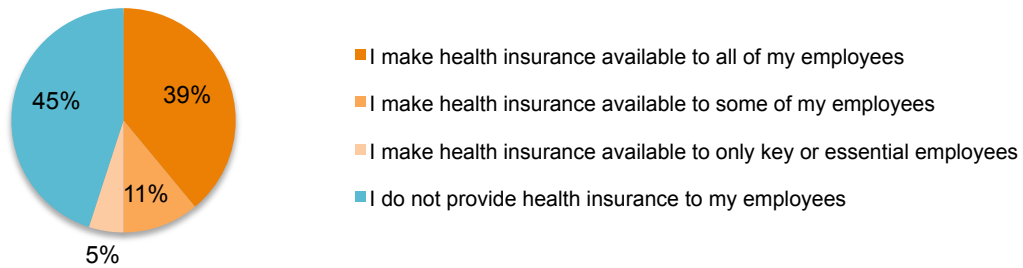 39%
11%
5%
45%
I make health insurance available to all of my employees
I make health insurance available to some of my employees
I make health insurance available to only key or essential employees
I do not provide health insurance to my employees